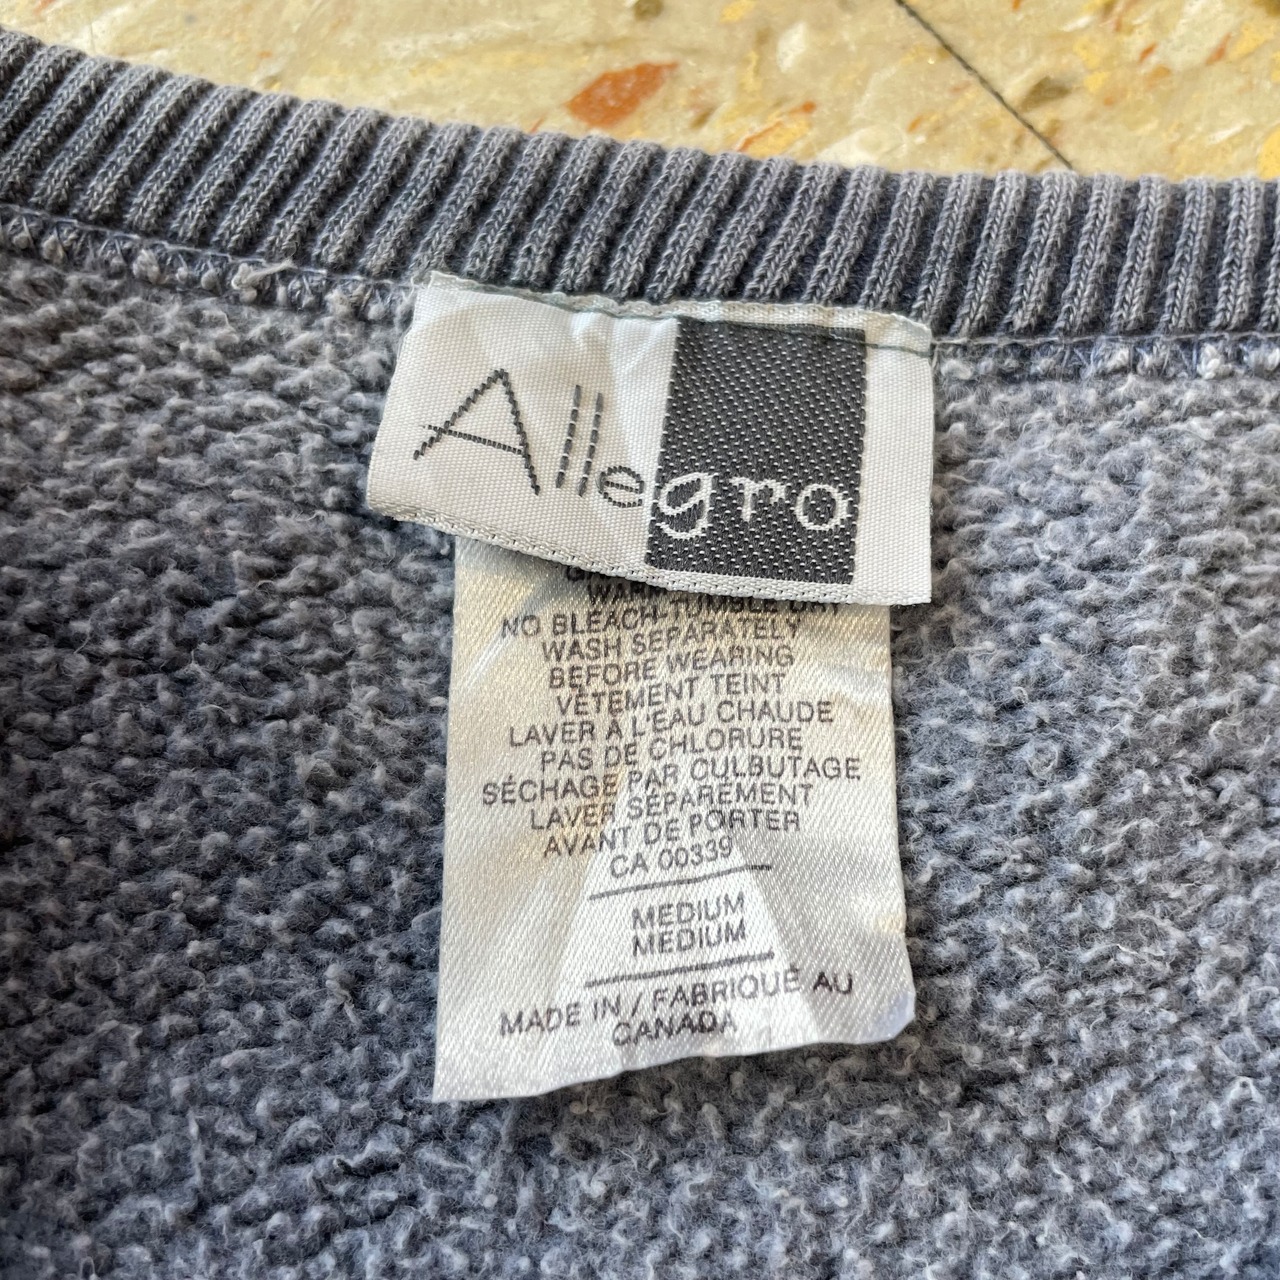 Allegro
NO BLEACH-TUMBLE DRY
WASH SEPARATELY
BEFORE WEARING
VÊTEMENT TEINT
LAVER À L'EAU CHAUDE
PAS DE CHLORURE
SÉCHAGE PAR CULBUTAGE
LAVER SÉPAREMENT
AVANT DE PORTER
CA 00339
MEDIUM
MEDIUM
MADE IN / FABRIQUÉ AU
CANADA